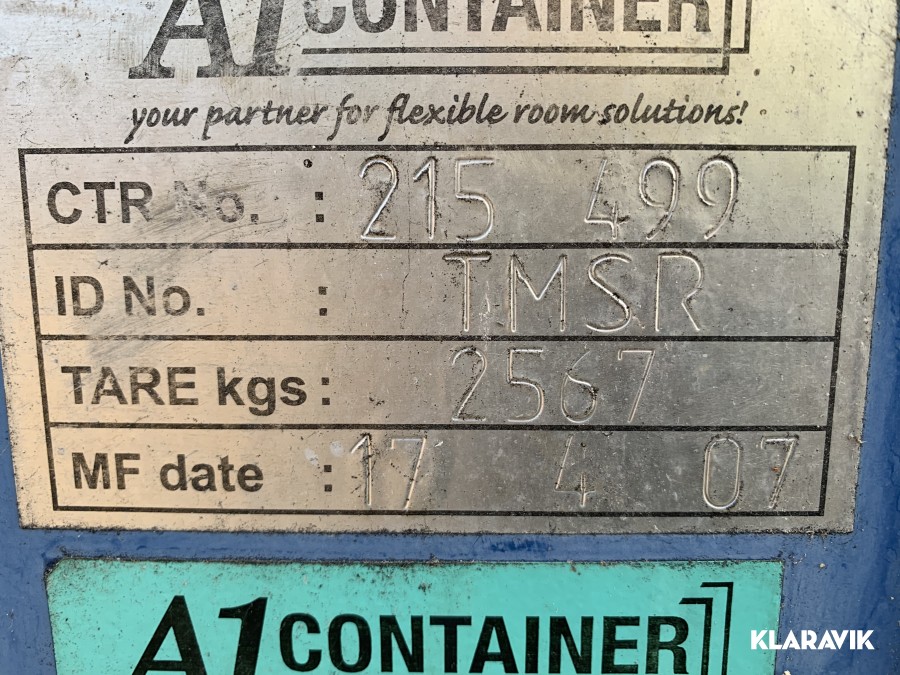 A1 CONTAINER
your partner for flexible room solutions!
CTR No. : 215 499
ID No. : TMSR
TARE kgs: 2567
MF date : 17 4 07
A1 CONTAINER
KLARAVIK